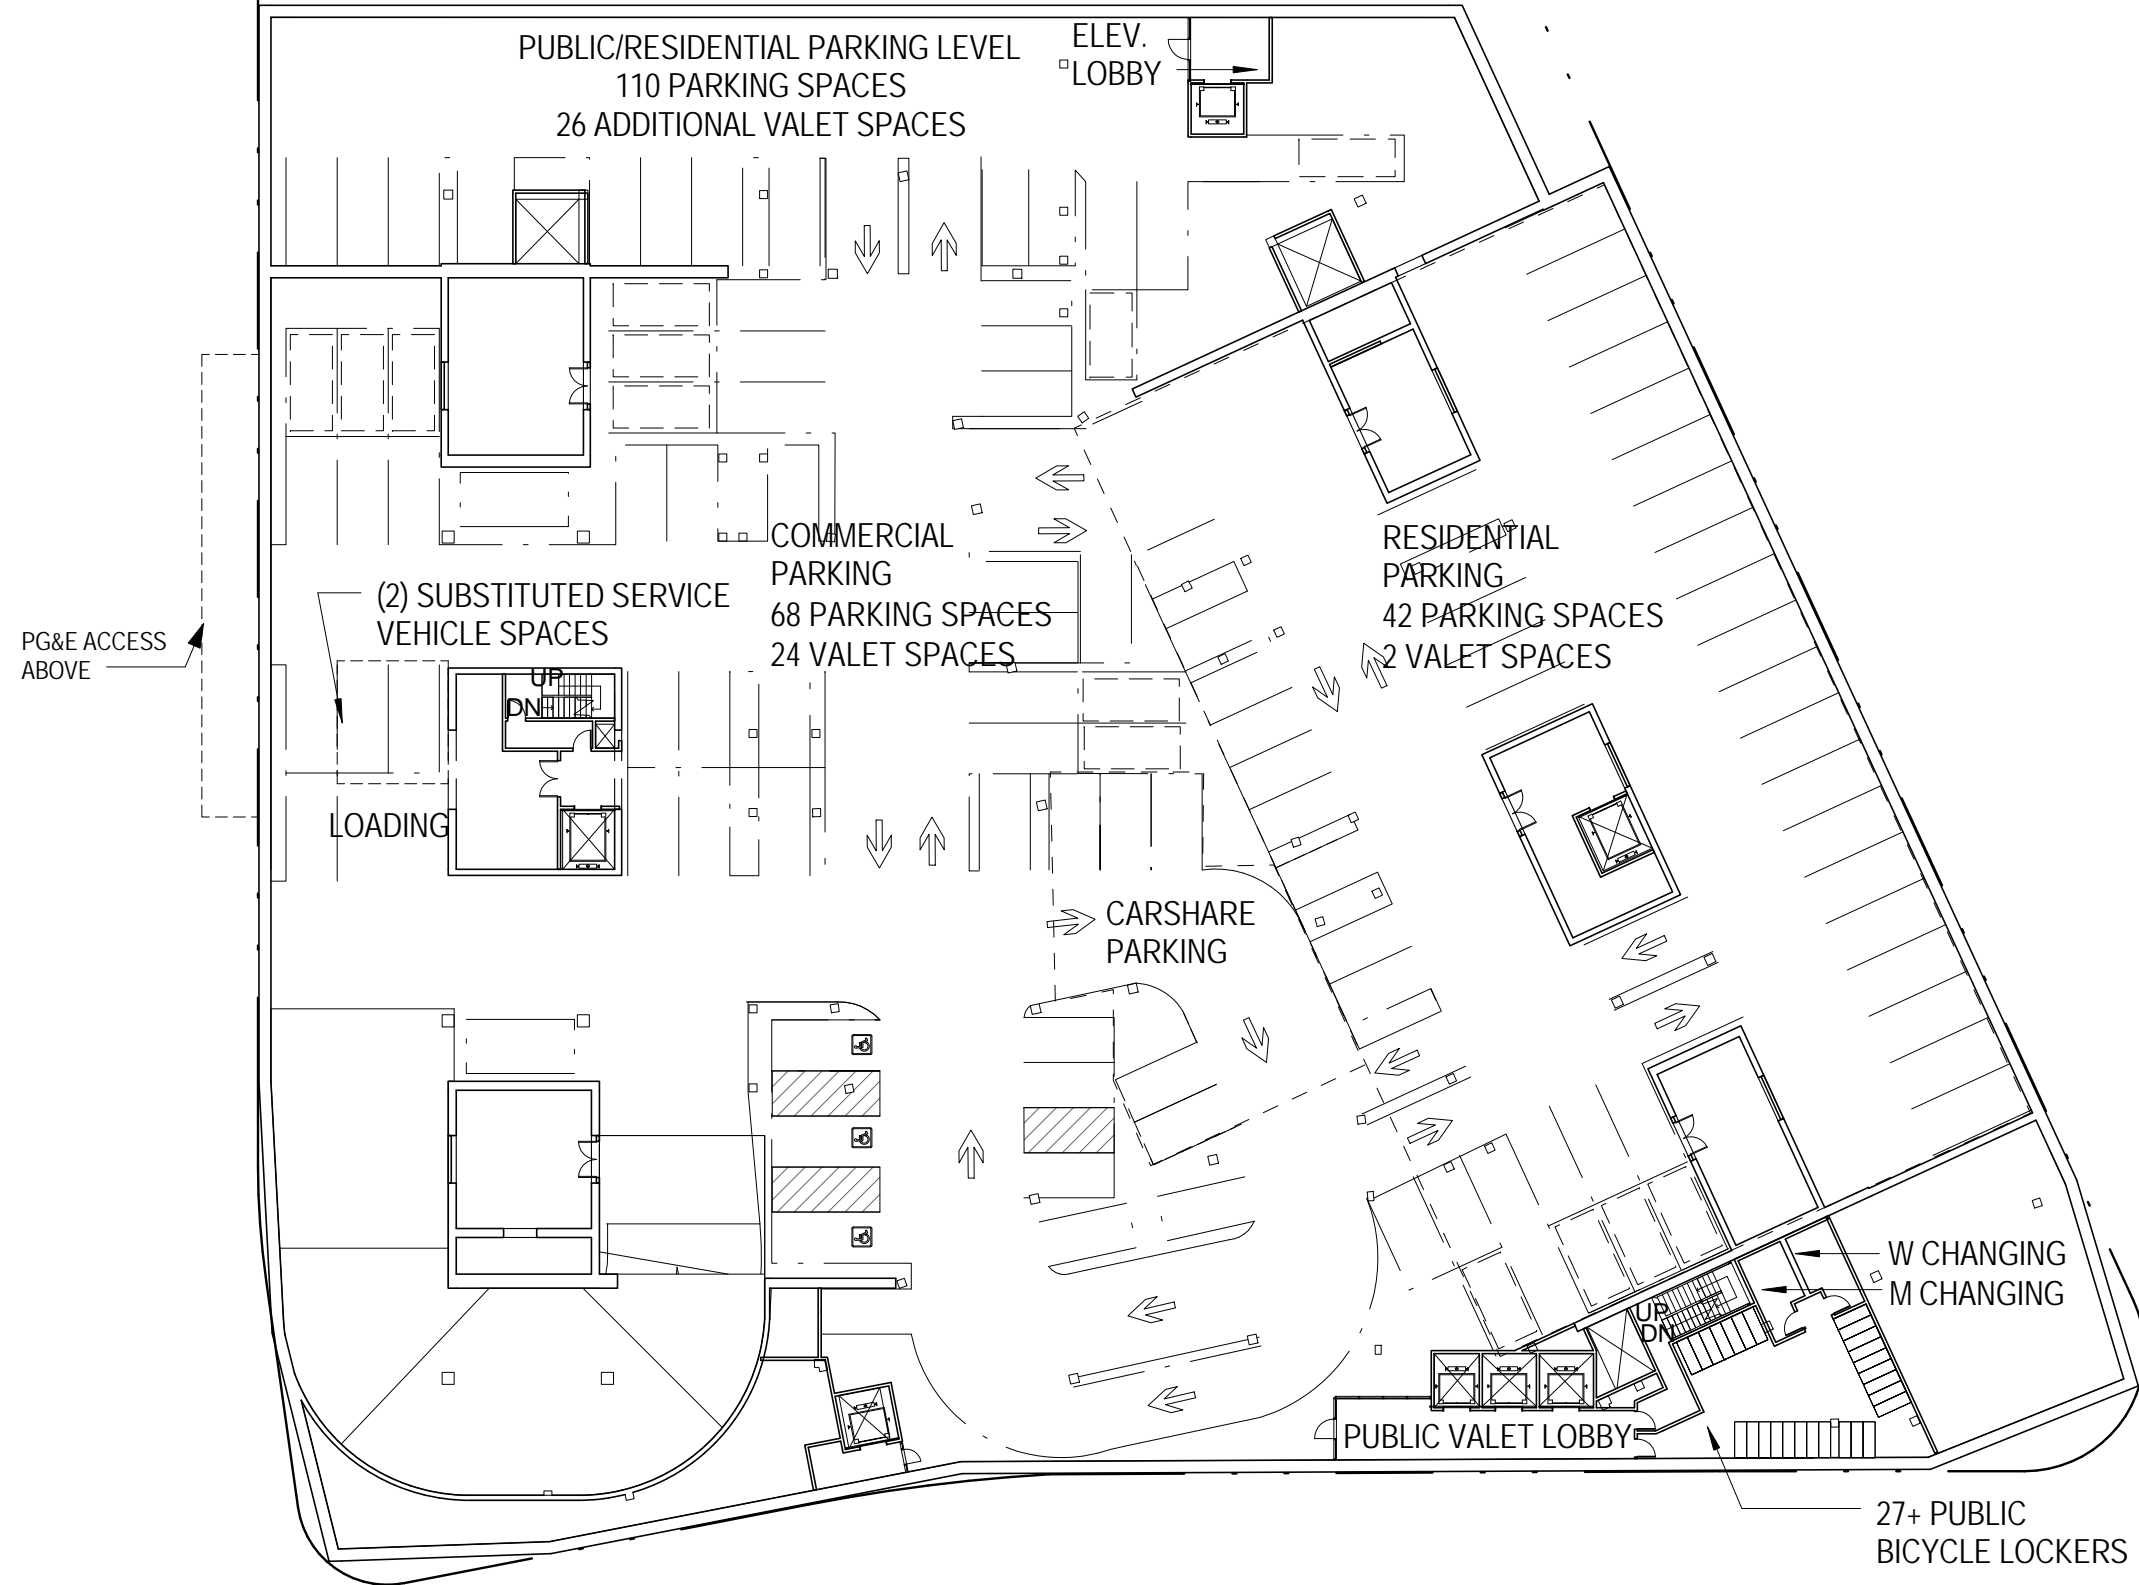 PUBLIC/RESIDENTIAL PARKING LEVEL
110 PARKING SPACES
26 ADDITIONAL VALET SPACES
ELEV.
LOBBY
COMMERCIAL
PARKING
68 PARKING SPACES
24 VALET SPACES
RESIDENTIAL
PARKING
42 PARKING SPACES
2 VALET SPACES
(2) SUBSTITUTED SERVICE
VEHICLE SPACES
PG&E ACCESS
ABOVE
UP
DN
LOADING
CARSHARE
PARKING
W CHANGING
M CHANGING
UP
DN
PUBLIC VALET LOBBY
27+ PUBLIC
BICYCLE LOCKERS